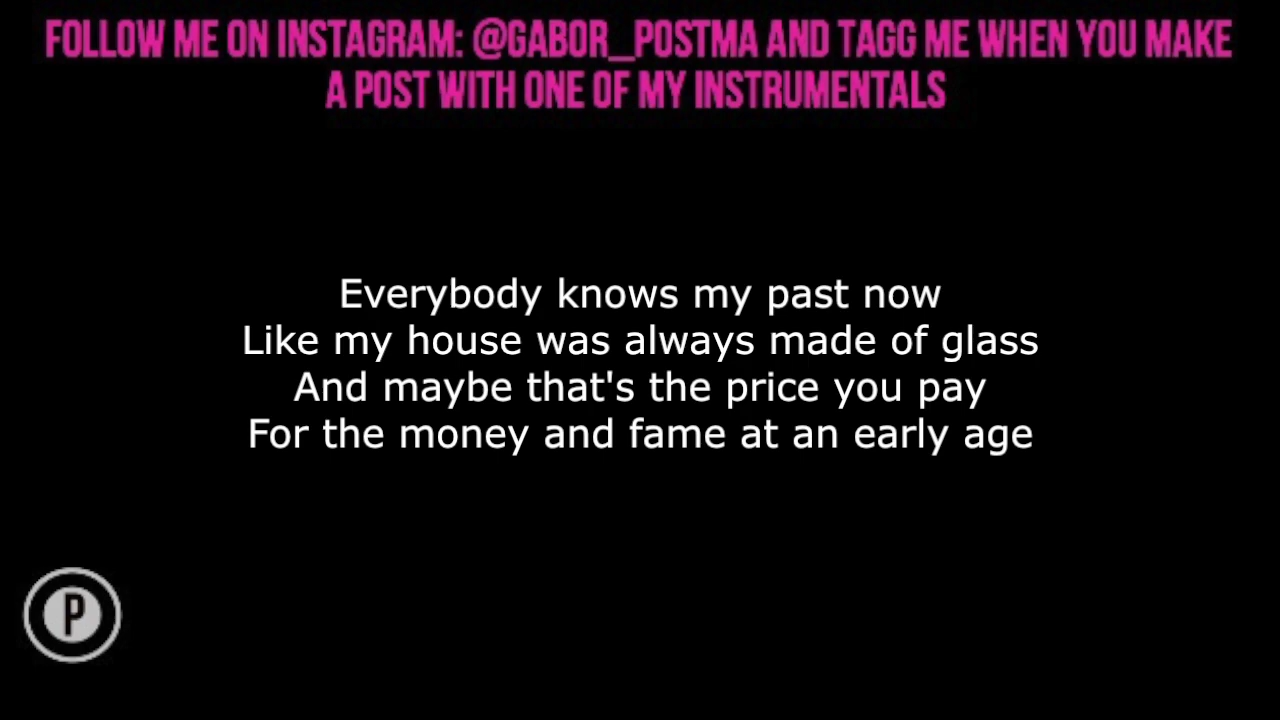 FOLLOW ME ON INSTAGRAM: @GABOR_POSTMA AND TAGG ME WHEN YOU MAKE
A POST WITH ONE OF MY INSTRUMENTALS
Everybody knows my past now
Like my house was always made of glass
And maybe that's the price you pay
For the money and fame at an early age
P